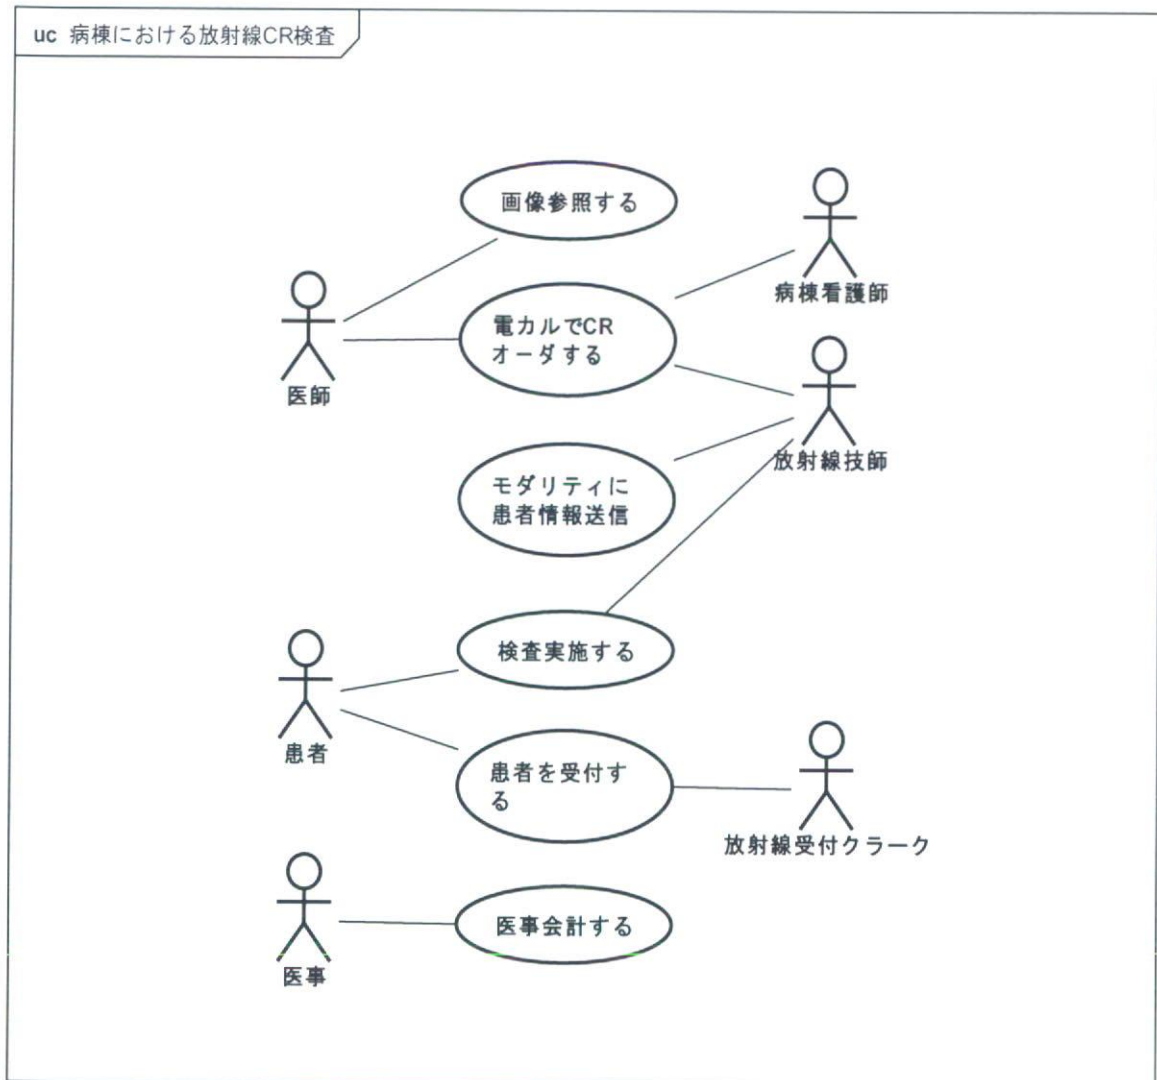 uc 病棟における放射線CR検査
画像参照する
病棟看護師
電カルでCR
オーダする
医師
放射線技師
モダリティに
患者情報送信
検査実施する
患者
患者を受付す
る
放射線受付クラーク
医事会計する
医事